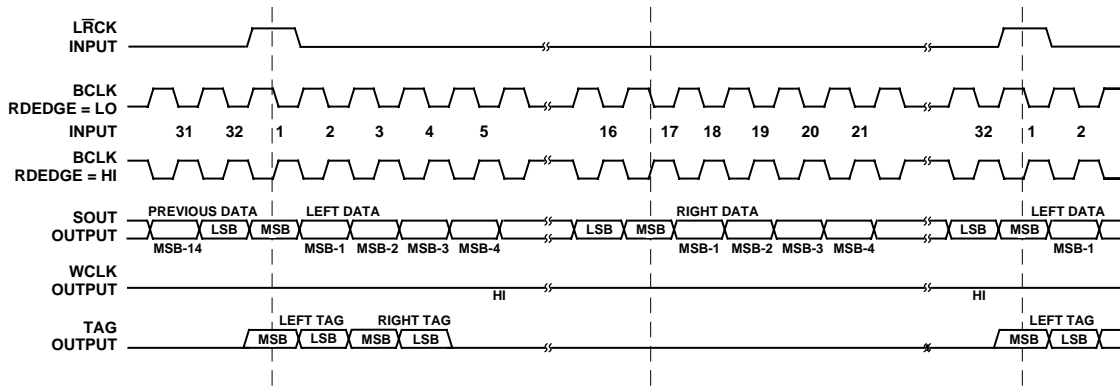 LRCK
INPUT
BCLK
RDEDGE = LO
INPUT 31 32 1 2 3 4 5 16 17 18 19 20 21 32 1 2
BCLK
RDEDGE = HI
SOUT
OUTPUT
PREVIOUS DATA LEFT DATA RIGHT DATA LEFT DATA
LSB MSB LSB MSB LSB MSB
MSB-14 MSB-1 MSB-2 MSB-3 MSB-4 MSB-1 MSB-2 MSB-3 MSB-4 MSB-1
WCLK
OUTPUT
HI HI
TAG
OUTPUT
LEFT TAG RIGHT TAG LEFT TAG
MSB LSB MSB LSB MSB LSB